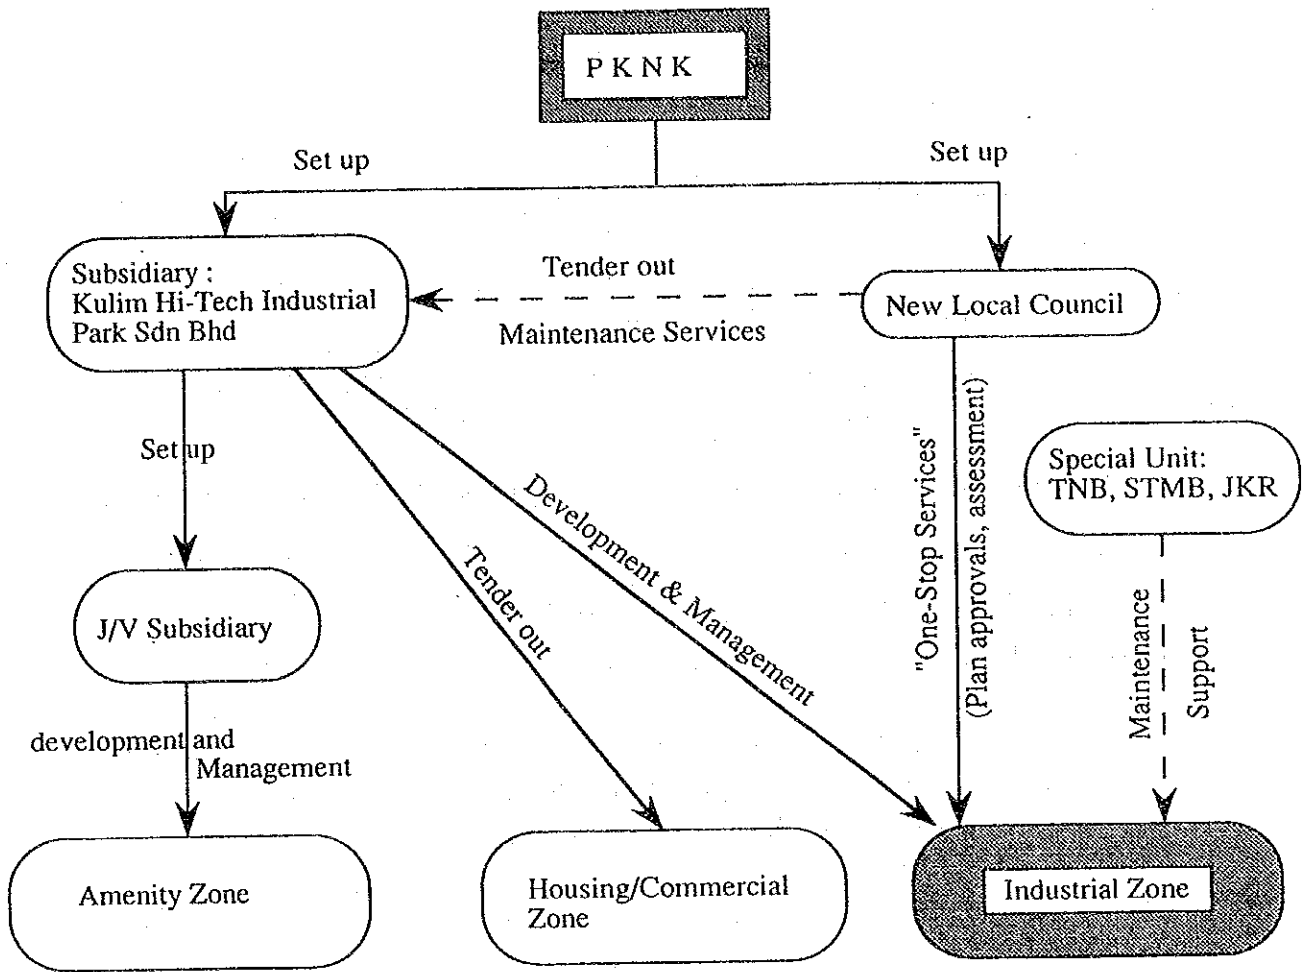 P K N K
Set up
Set up
Subsidiary :
Kulim Hi-Tech Industrial
Park Sdn Bhd
Tender out
Maintenance Services
New Local Council
Set up
Development & Management
Tender out
"One-Stop Services"
(Plan approvals, assessment)
Special Unit:
TNB, STMB, JKR
J/V Subsidiary
Maintenance
Support
development and
Management
Amenity Zone
Housing/Commercial
Zone
Industrial Zone